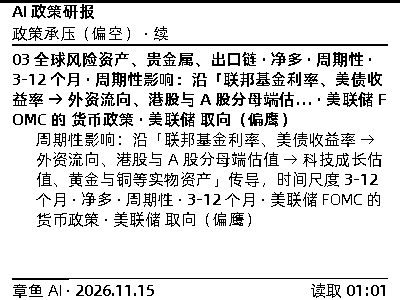 AI 政策研报
政策承压（偏空）· 续
03 全球风险资产、贵金属、出口链 · 净多 · 周期性 ·
3-12 个月 · 周期性影响：沿「联邦基金利率、美债收
益率 → 外资流向、港股与 A 股分母端估… · 美联储 F
OMC 的 货币政策 · 美联储 取向（偏鹰）
周期性影响：沿「联邦基金利率、美债收益率 →
外资流向、港股与 A 股分母端估值 → 科技成长估
值、黄金与铜等实物资产」传导，时间尺度 3-12
个月 · 净多 · 周期性 · 3-12 个月 · 美联储 FOMC 的
货币政策 · 美联储 取向（偏鹰）
章鱼 AI · 2026.11.15
读取 01:01